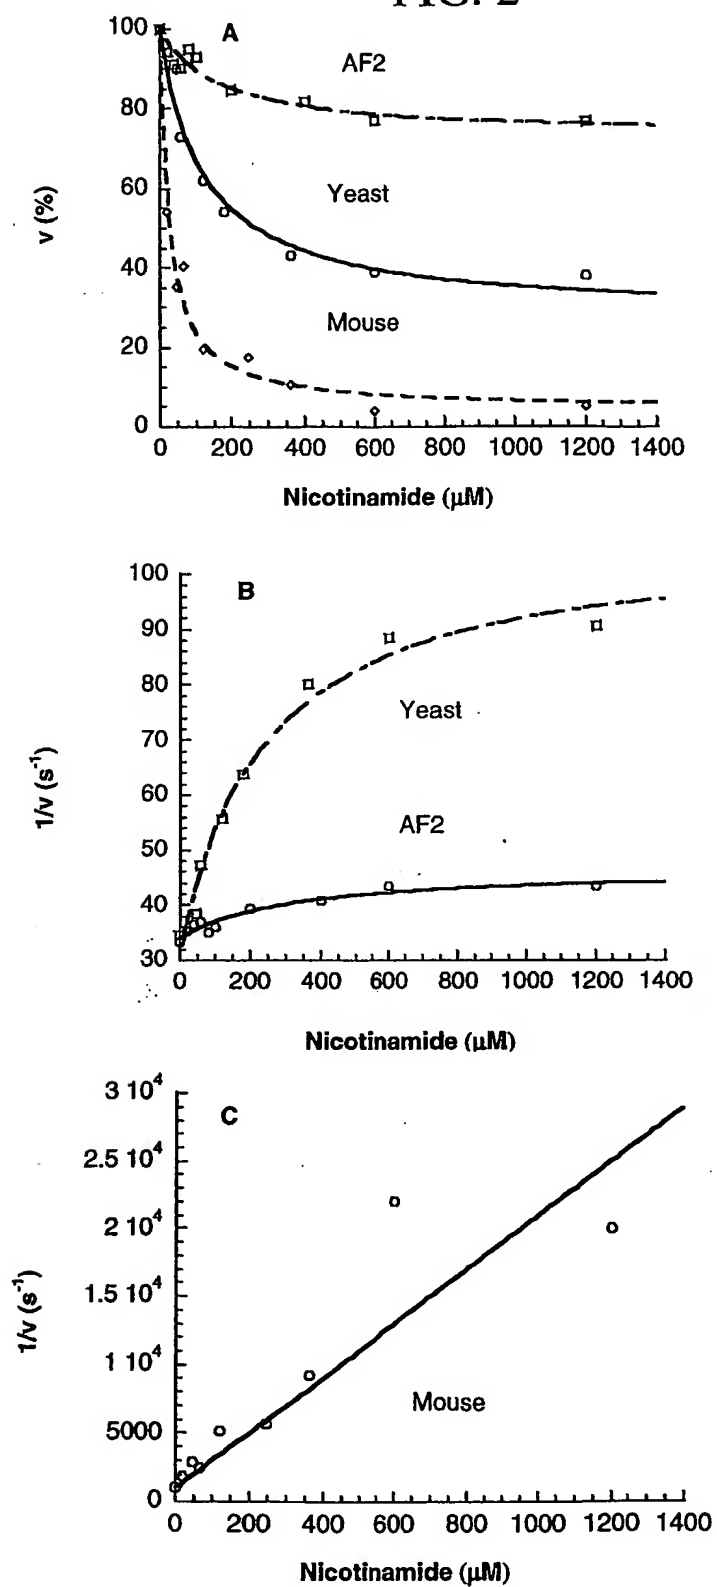 FIG. 2
A
AF2
Yeast
Mouse
v (%)
100
80
60
40
20
0
0 200 400 600 800 1000 1200 1400
Nicotinamide (µM)
B
Yeast
AF2
1/v (s⁻¹)
100
90
80
70
60
50
40
30
0 200 400 600 800 1000 1200 1400
Nicotinamide (µM)
C
Mouse
1/v (s⁻¹)
3 10⁴
2.5 10⁴
2 10⁴
1.5 10⁴
1 10⁴
5000
0
0 200 400 600 800 1000 1200 1400
Nicotinamide (µM)